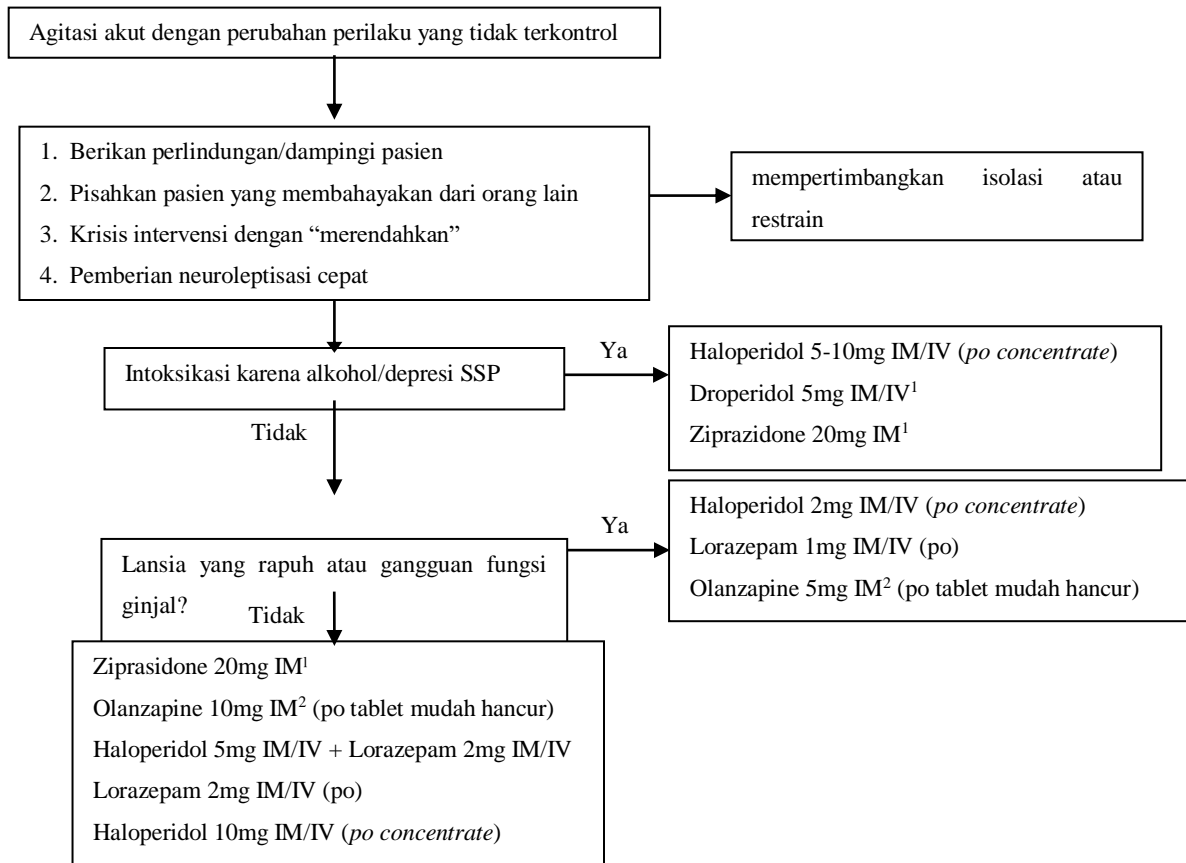 Agitasi akut dengan perubahan perilaku yang tidak terkontrol
1. Berikan perlindungan/dampingi pasien
2. Pisahkan pasien yang membahayakan dari orang lain
3. Krisis intervensi dengan “merendahkan”
4. Pemberian neuroleptisasi cepat
mempertimbangkan isolasi atau
restrain
Intoksikasi karena alkohol/depresi SSP
Ya
Haloperidol 5-10mg IM/IV (po concentrate)
Droperidol 5mg IM/IV¹
Ziprazidone 20mg IM¹
Tidak
Lansia yang rapuh atau gangguan fungsi
ginjal?
Ya
Haloperidol 2mg IM/IV (po concentrate)
Lorazepam 1mg IM/IV (po)
Olanzapine 5mg IM² (po tablet mudah hancur)
Tidak
Ziprasidone 20mg IM¹
Olanzapine 10mg IM² (po tablet mudah hancur)
Haloperidol 5mg IM/IV + Lorazepam 2mg IM/IV
Lorazepam 2mg IM/IV (po)
Haloperidol 10mg IM/IV (po concentrate)